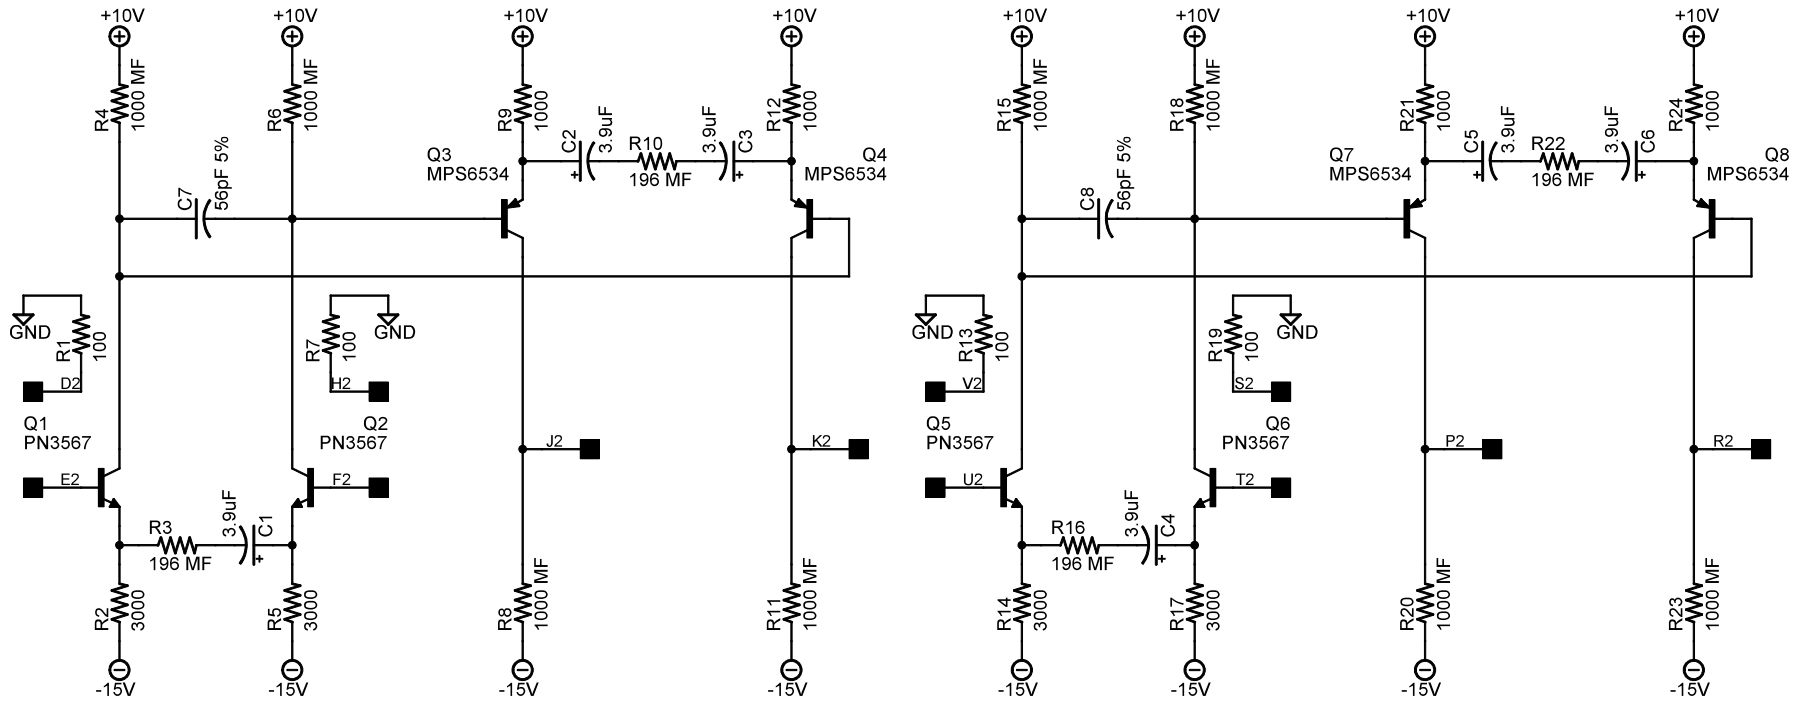 +10V
+10V
+10V
+10V
+10V
+10V
+10V
+10V
R4
1000 MF
R6
1000 MF
R9
1000
R12
1000
R15
1000 MF
R18
1000 MF
R21
1000
R24
1000
C2
3.9uF
R10
196 MF
3.9uF
C3
C5
3.9uF
R22
196 MF
3.9uF
C6
Q3
MPS6534
Q4
MPS6534
Q7
MPS6534
Q8
MPS6534
C7
56pF 5%
C8
56pF 5%
GND
R1
100
D2
R7
100
GND
H2
GND
R13
100
V2
R19
100
GND
S2
Q1
PN3567
Q2
PN3567
Q5
PN3567
Q6
PN3567
J2
K2
P2
R2
E2
F2
U2
T2
R3
196 MF
3.9uF
C1
R16
196 MF
3.9uF
C4
+
+
+
+
+
+
R2
3000
R5
3000
R8
1000 MF
R11
1000 MF
R14
3000
R17
3000
R20
1000 MF
R23
1000 MF
-15V
-15V
-15V
-15V
-15V
-15V
-15V
-15V